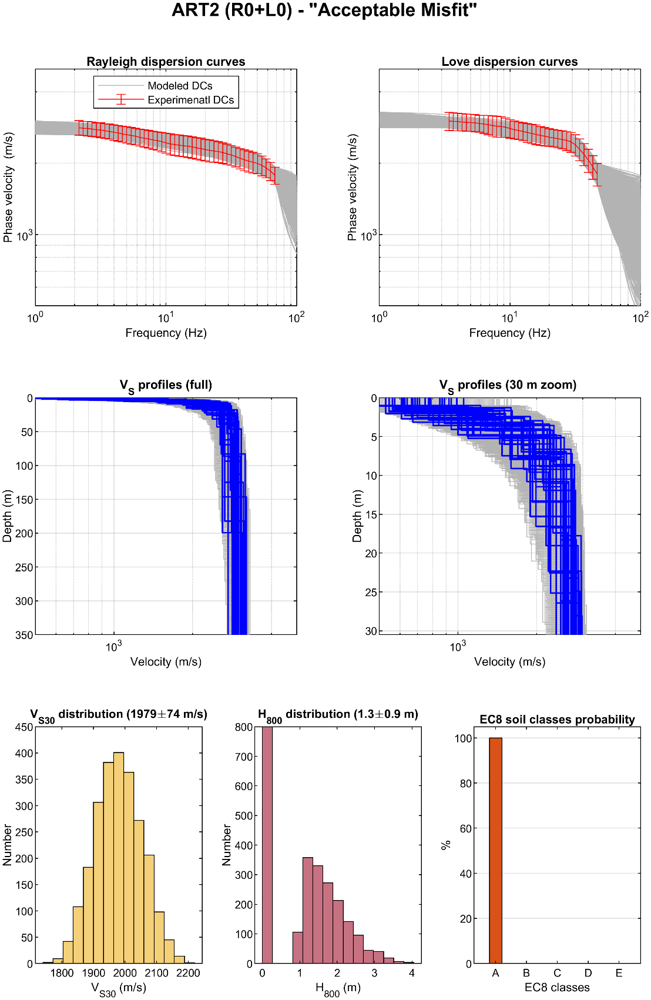 ART2 (R0+L0) - "Acceptable Misfit"
Rayleigh dispersion curves
Modeled DCs
Experimenatl DCs
Phase velocity (m/s)
10^3
10^0 10^1 10^2
Frequency (Hz)
Love dispersion curves
Phase velocity (m/s)
10^3
10^0 10^1 10^2
Frequency (Hz)
V_S profiles (full)
Depth (m)
0
50
100
150
200
250
300
350
10^3
Velocity (m/s)
V_S profiles (30 m zoom)
Depth (m)
0
5
10
15
20
25
30
10^3
Velocity (m/s)
V_S30 distribution (1979±74 m/s)
Number
450
400
350
300
250
200
150
100
50
0
1800 1900 2000 2100 2200
V_S30 (m/s)
H_800 distribution (1.3±0.9 m)
Number
800
700
600
500
400
300
200
100
0
0 1 2 3 4
H_800 (m)
EC8 soil classes probability
%
100
80
60
40
20
0
A B C D E
EC8 classes